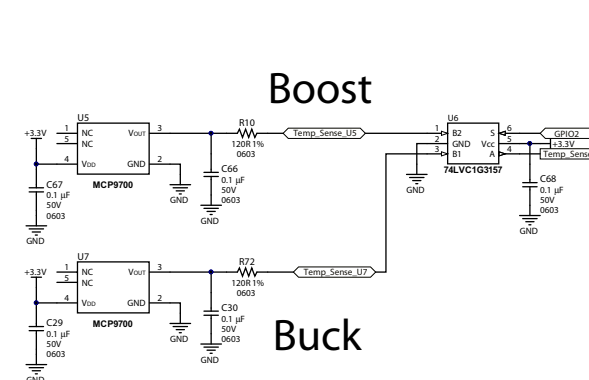 Boost
U5
+3.3V
1 NC
5 NC
4 VDD
VOUT 3
GND 2
MCP9700
C67
0.1 µF
50V
0603
GND
GND
R10
120R 1%
0603
C66
0.1 µF
50V
0603
GND
Temp_Sense_U5
U6
1 B2
2 GND
3 B1
S 6
Vcc 5
A 4
74LVC1G3157
GND
GPIO2
+3.3V
Temp_Sens
C68
0.1 µF
50V
0603
GND
U7
+3.3V
1 NC
5 NC
4 VDD
VOUT 3
GND 2
MCP9700
C29
0.1 µF
50V
0603
GND
GND
R72
120R 1%
0603
C30
0.1 µF
50V
0603
GND
Temp_Sense_U7
Buck